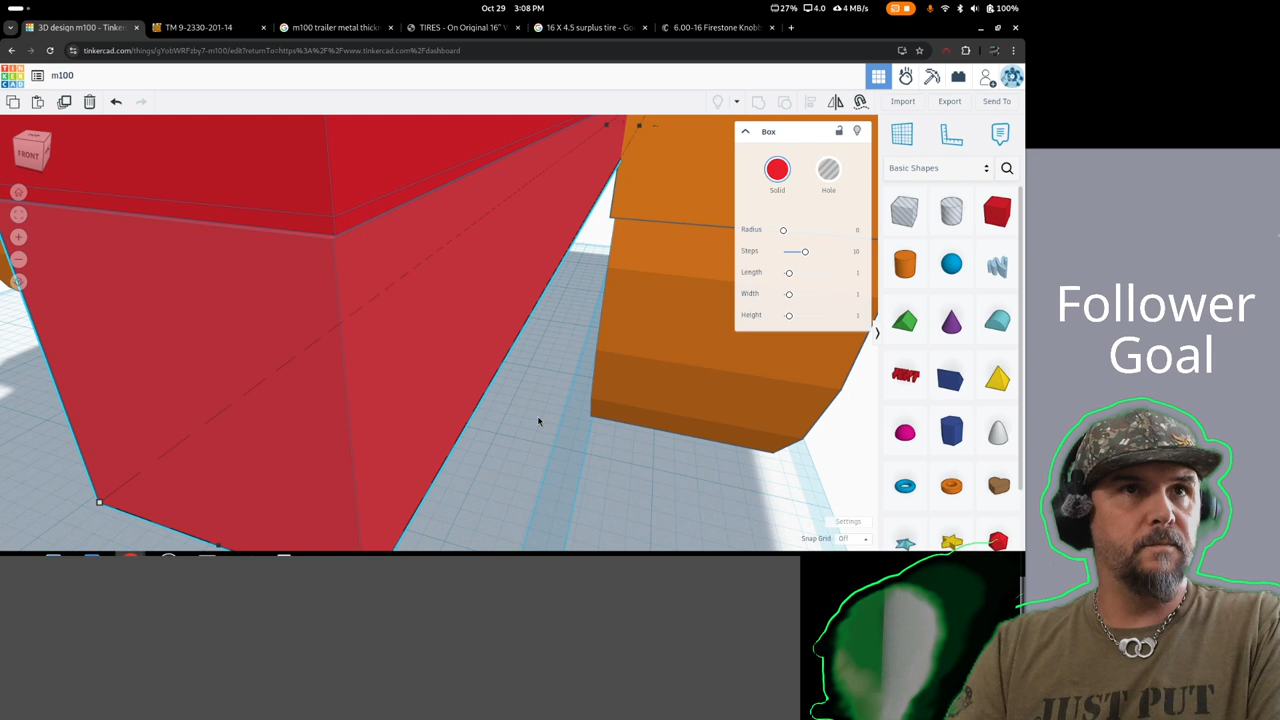 Oct 29 3:08 PM
27% 4.0 4 MB/s 100%
3D design m100 - Tinker
TM 9-2330-201-14
m100 trailer metal thick
TIRES - On Original 16" V
16 X 4.5 surplus tire - Go
6.00-16 Firestone Knobb
tinkercad.com/things/gYobWRFzby7-m100/edit?returnTo=https%3A%2F%2Fwww.tinkercad.com%2Fdashboard
TIN
KER
CAD
m100
Import Export Send To
FRONT
Box
Solid Hole
Radius 0
Steps 10
Length 1
Width 1
Height 1
Basic Shapes
TEXT
Settings
Snap Grid Off
Follower
Goal
JUST PUT